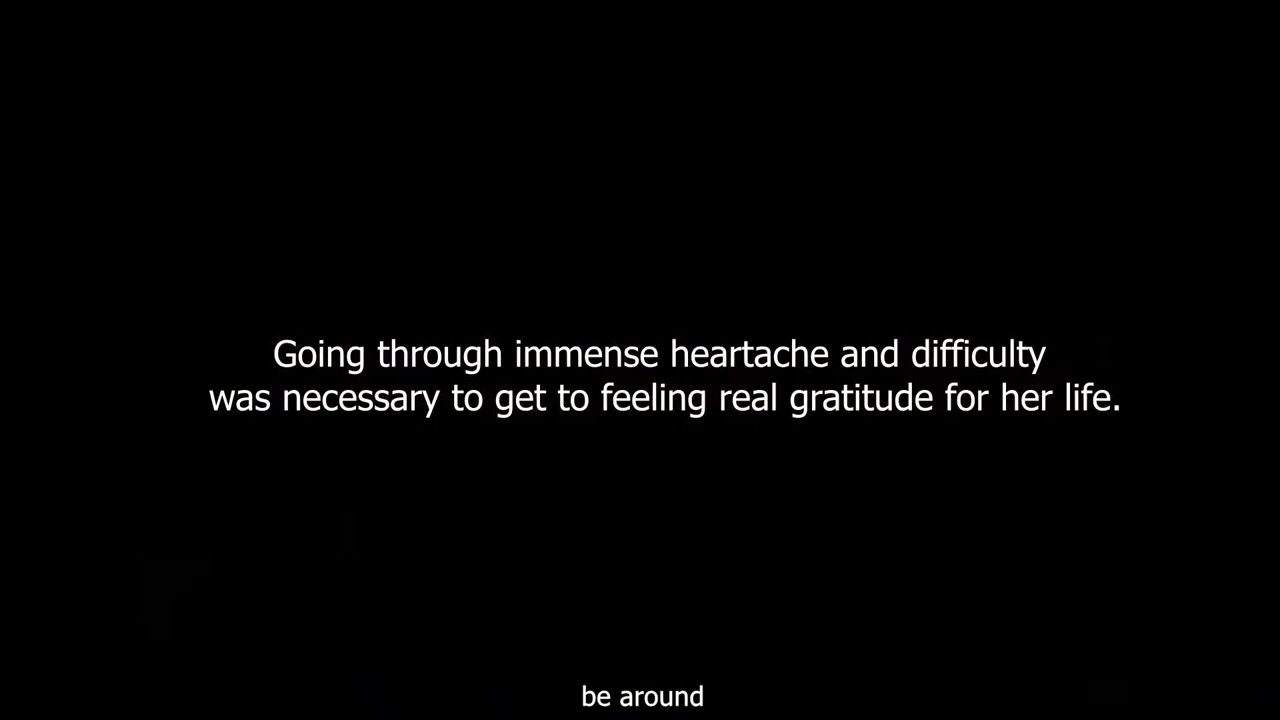 Going through immense heartache and difficulty
was necessary to get to feeling real gratitude for her life.
be around